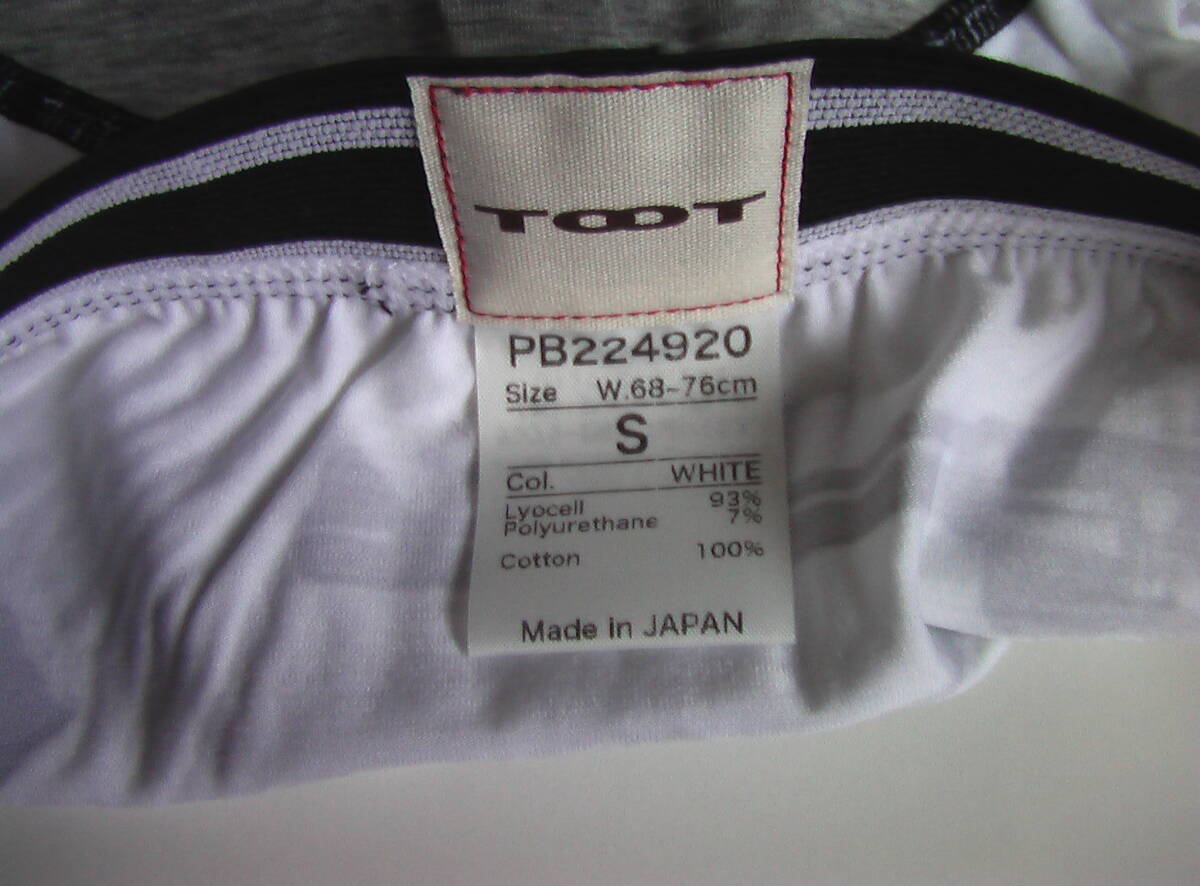 TOOT
PB224920
Size W.68-76cm
S
Col. WHITE
Lyocell 93%
Polyurethane 7%
Cotton 100%
Made in JAPAN